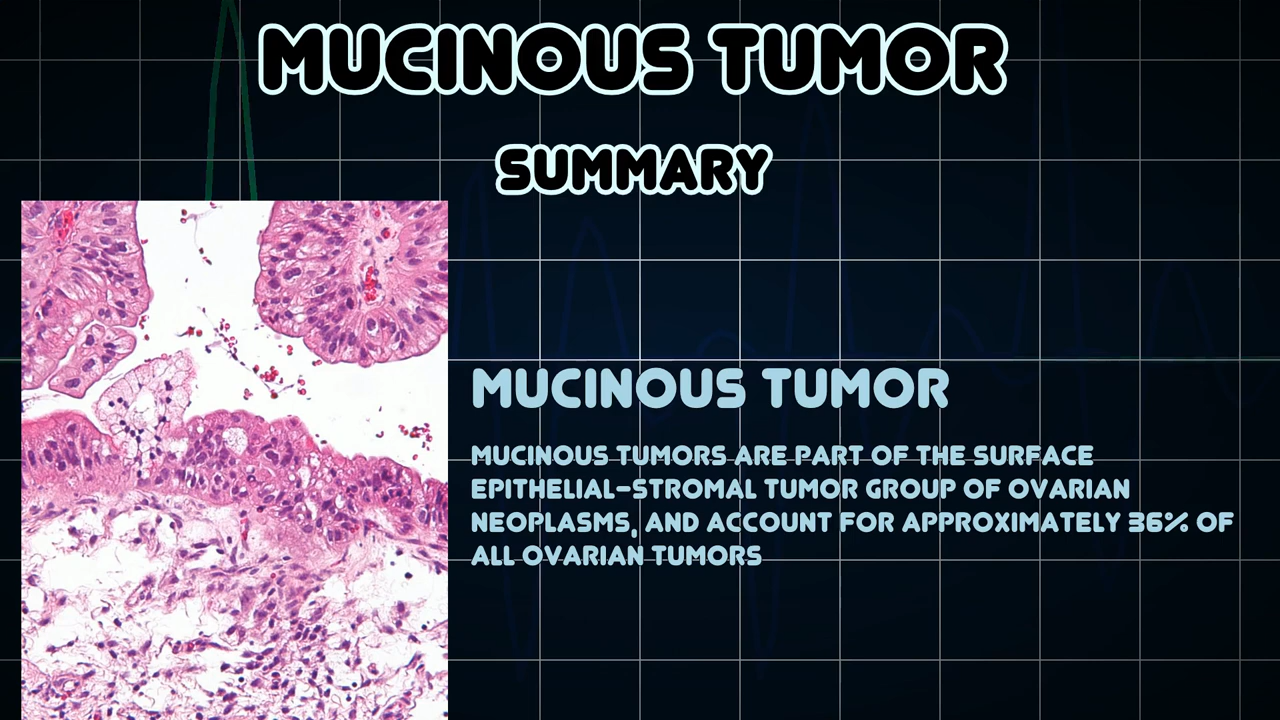 MUCINOUS TUMOR
SUMMARY
MUCINOUS TUMOR
MUCINOUS TUMORS ARE PART OF THE SURFACE
EPITHELIAL-STROMAL TUMOR GROUP OF OVARIAN
NEOPLASMS, AND ACCOUNT FOR APPROXIMATELY 36% OF
ALL OVARIAN TUMORS